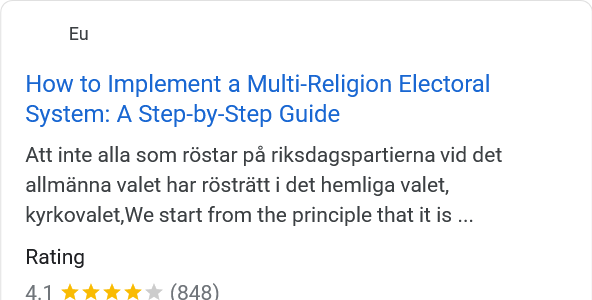 Eu
How to Implement a Multi-Religion Electoral
System: A Step-by-Step Guide
Att inte alla som röstar på riksdagspartierna vid det
allmänna valet har rösträtt i det hemliga valet,
kyrkovalet,We start from the principle that it is ...
Rating
4.1 ★★★★★ (848)